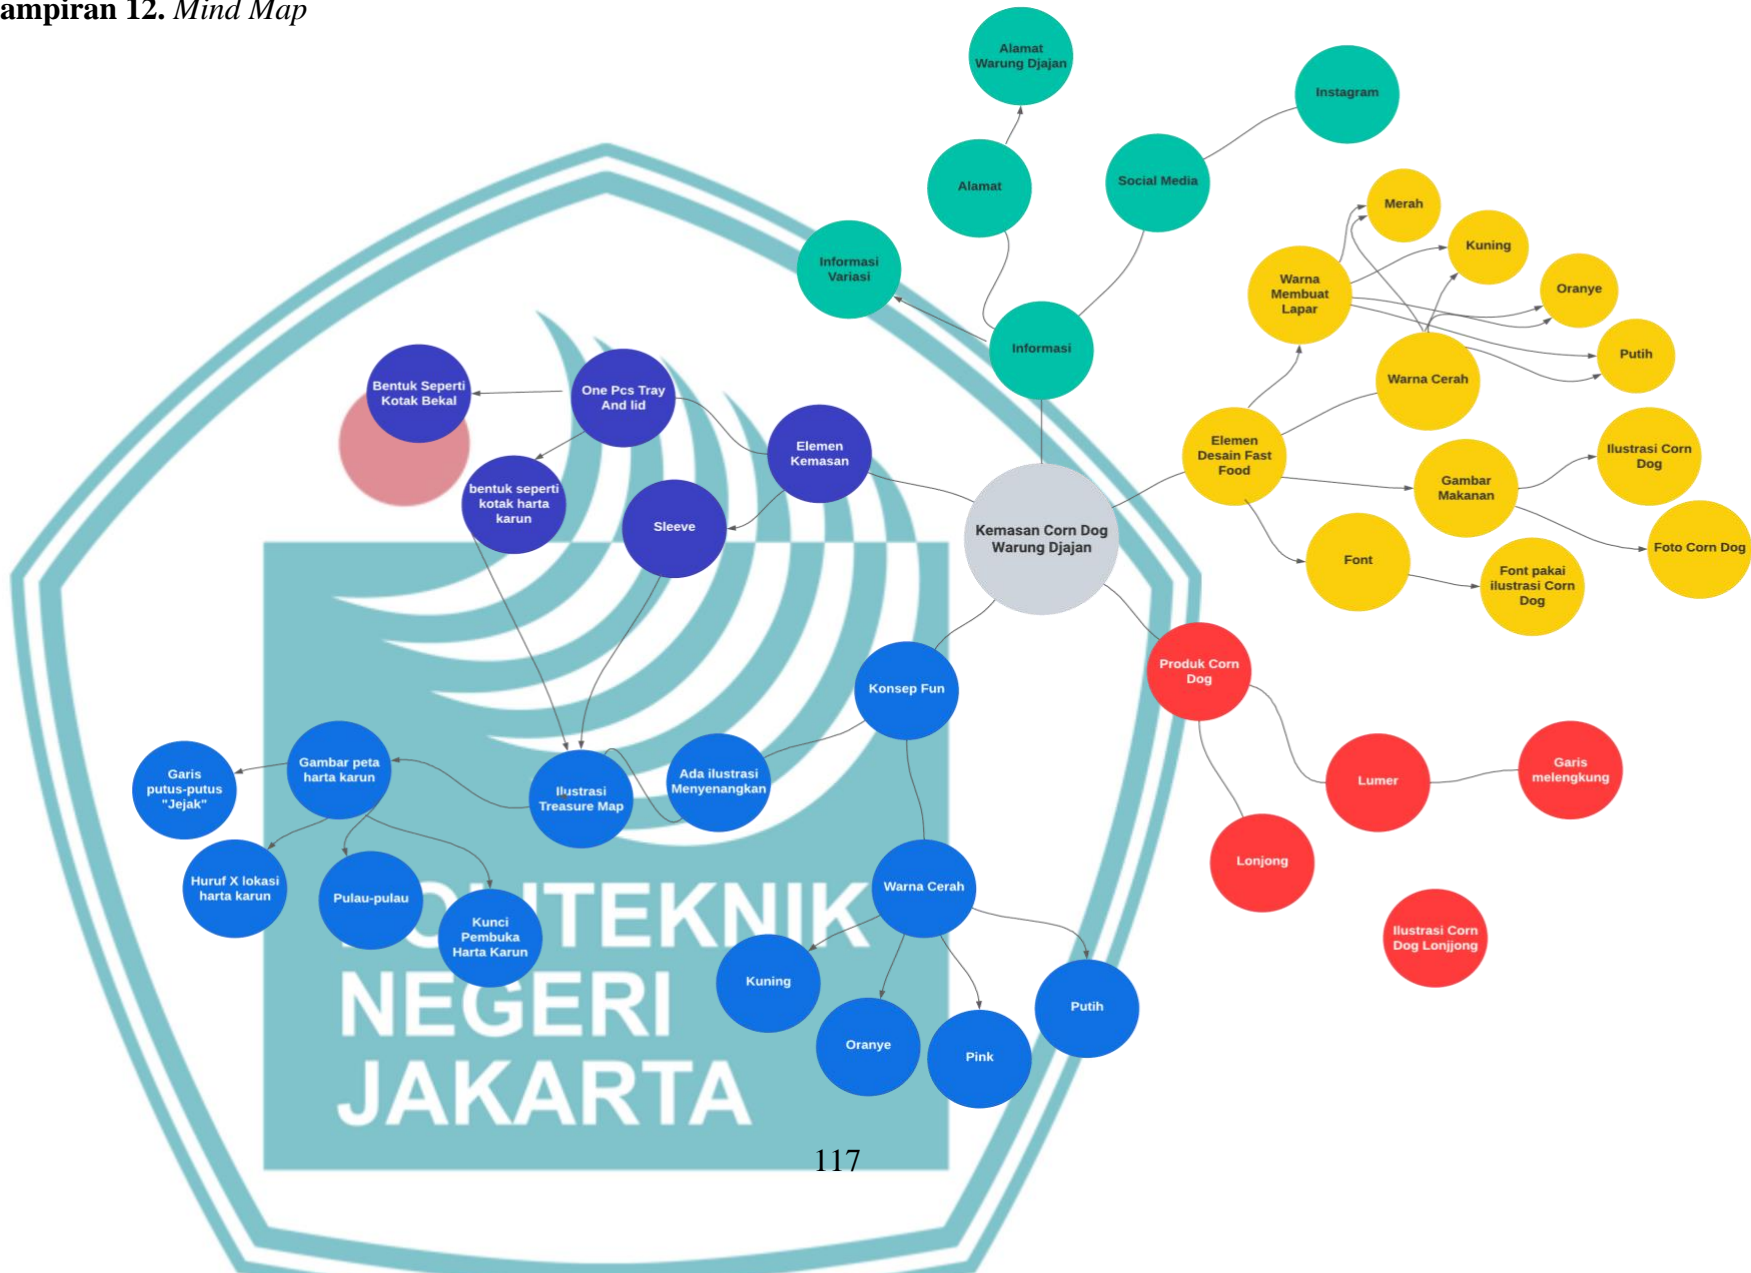 ampiran 12. Mind Map
Alamat
Warung Djajan
Instagram
Alamat
Social Media
Informasi
Variasi
Informasi
Merah
Kuning
Warna
Membuat
Lapar
Oranye
Putih
Warna Cerah
Elemen
Desain Fast
Food
Ilustrasi Corn
Dog
Gambar
Makanan
Foto Corn Dog
Font
Font pakai
ilustrasi Corn
Dog
Bentuk Seperti
Kotak Bekal
One Pcs Tray
And lid
Elemen
Kemasan
bentuk seperti
kotak harta
karun
Sleeve
Kemasan Corn Dog
Warung Djajan
Produk Corn
Dog
Konsep Fun
Lumer
Garis
melengkung
Lonjong
Ilustrasi Corn
Dog Lonjjong
Garis
putus-putus
"Jejak"
Gambar peta
harta karun
Ilustrasi
Treasure Map
Ada ilustrasi
Menyenangkan
Huruf X lokasi
harta karun
Pulau-pulau
Kunci
Pembuka
Harta Karun
Warna Cerah
Kuning
Oranye
Pink
Putih
POLITEKNIK
NEGERI
JAKARTA
117